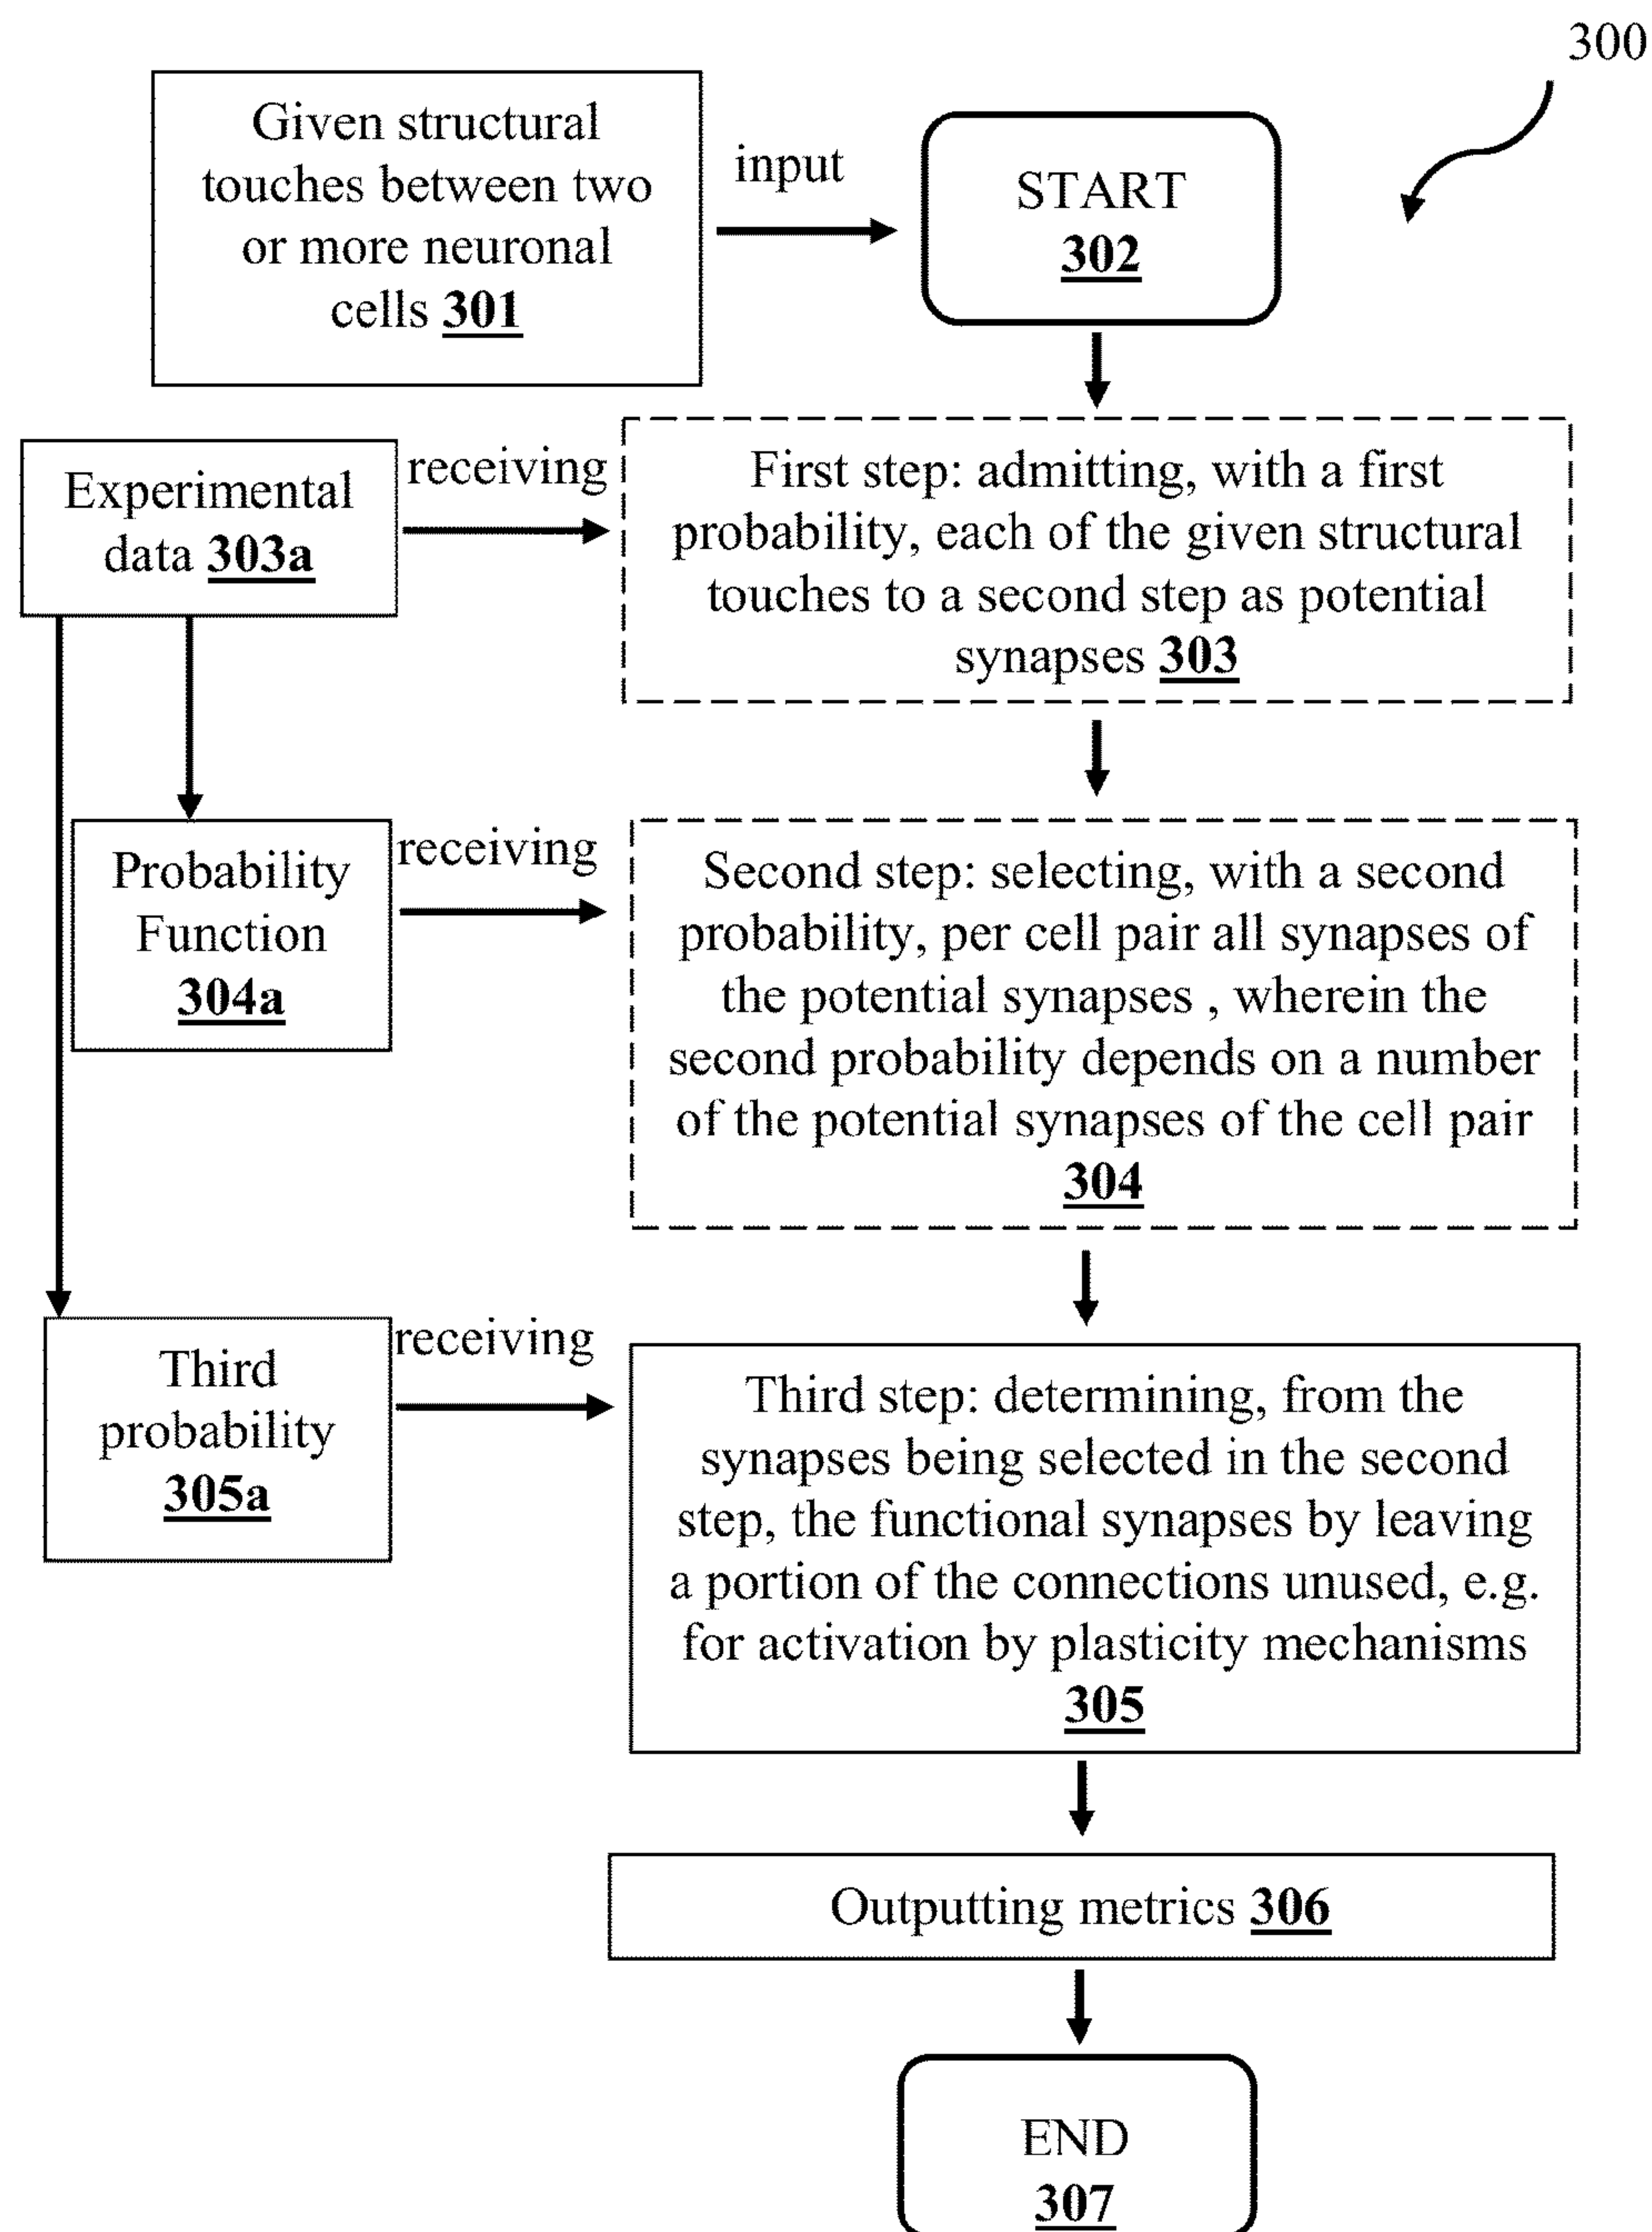 300
Given structural
touches between two
or more neuronal
cells 301
input
START
302
Experimental
data 303a
receiving
First step: admitting, with a first
probability, each of the given structural
touches to a second step as potential
synapses 303
Probability
Function
304a
receiving
Second step: selecting, with a second
probability, per cell pair all synapses of
the potential synapses , wherein the
second probability depends on a number
of the potential synapses of the cell pair
304
Third
probability
305a
receiving
Third step: determining, from the
synapses being selected in the second
step, the functional synapses by leaving
a portion of the connections unused, e.g.
for activation by plasticity mechanisms
305
Outputting metrics 306
END
307